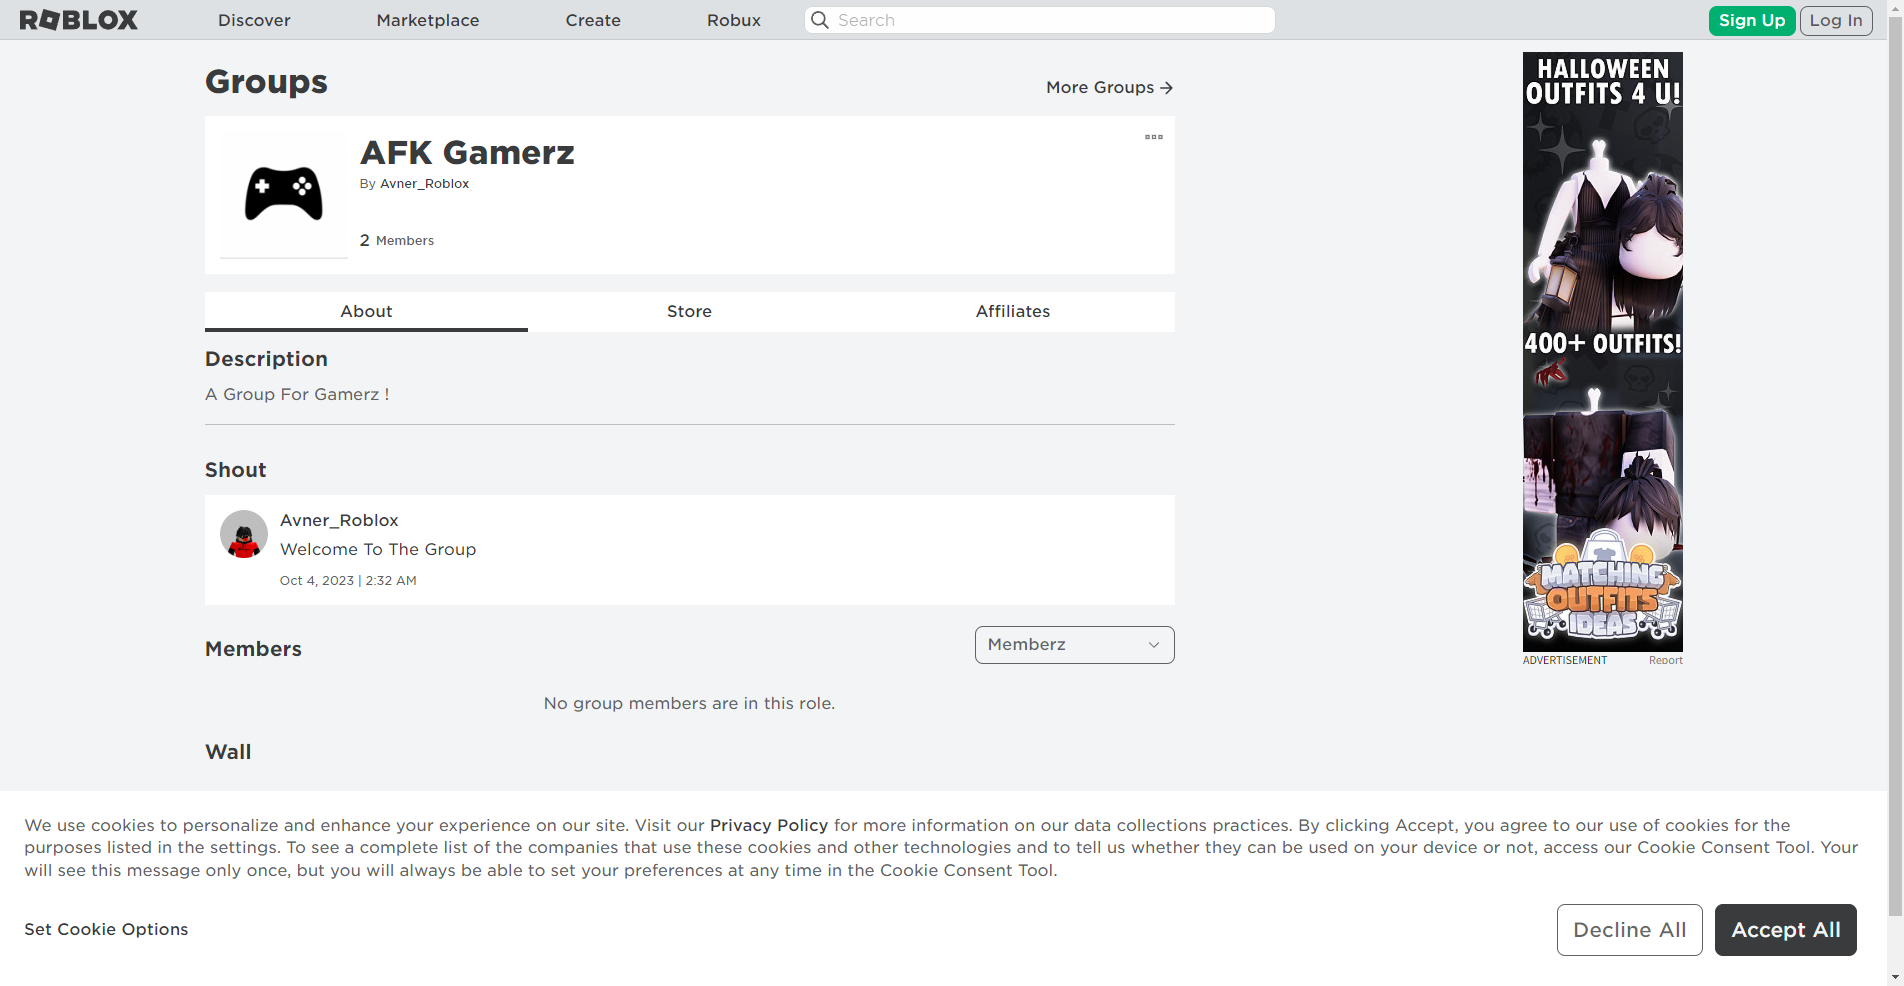 ROBLOX
Discover
Marketplace
Create
Robux
Search
Sign Up
Log In
Groups
More Groups →
AFK Gamerz
By Avner_Roblox
2 Members
About
Store
Affiliates
Description
A Group For Gamerz !
Shout
Avner_Roblox
Welcome To The Group
Oct 4, 2023 | 2:32 AM
Members
Memberz
No group members are in this role.
Wall
HALLOWEEN
OUTFITS 4 U!
400+ OUTFITS!
MATCHING
OUTFITS
IDEAS
ADVERTISEMENT
Report
We use cookies to personalize and enhance your experience on our site. Visit our Privacy Policy for more information on our data collections practices. By clicking Accept, you agree to our use of cookies for the
purposes listed in the settings. To see a complete list of the companies that use these cookies and other technologies and to tell us whether they can be used on your device or not, access our Cookie Consent Tool. Your
will see this message only once, but you will always be able to set your preferences at any time in the Cookie Consent Tool.
Set Cookie Options
Decline All
Accept All